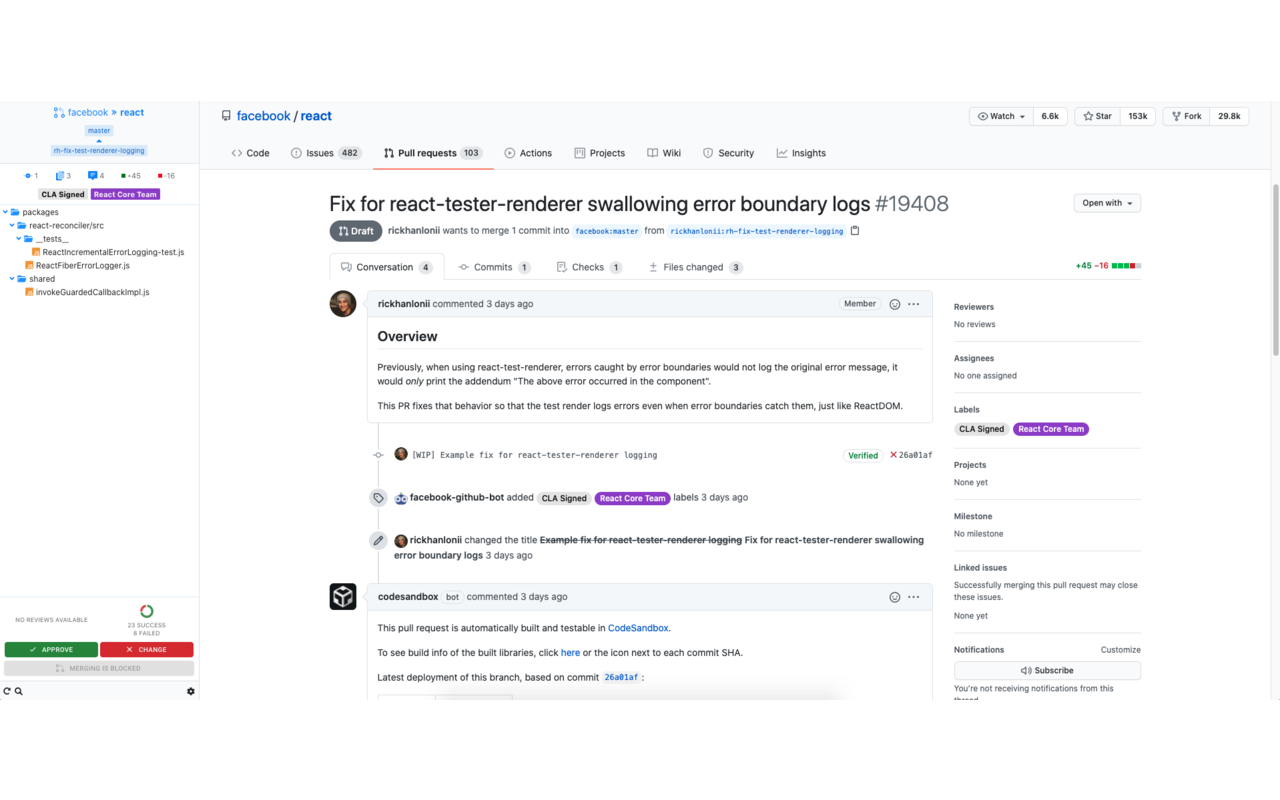 facebook » react
master
rh-fix-test-renderer-logging
1 3 4 +45 -16
CLA Signed React Core Team
packages
react-reconciler/src
__tests__
ReactIncrementalErrorLogging-test.js
ReactFiberErrorLogger.js
shared
invokeGuardedCallbackImpl.js
NO REVIEWS AVAILABLE
23 SUCCESS
8 FAILED
APPROVE
CHANGE
MERGING IS BLOCKED
facebook / react
Watch 6.6k
Star 153k
Fork 29.8k
Code
Issues 482
Pull requests 103
Actions
Projects
Wiki
Security
Insights
Fix for react-tester-renderer swallowing error boundary logs #19408
Open with
Draft rickhanlonii wants to merge 1 commit into facebook:master from rickhanlonii:rh-fix-test-renderer-logging
Conversation 4
Commits 1
Checks 1
Files changed 3
+45 −16
rickhanlonii commented 3 days ago
Member
Overview
Previously, when using react-test-renderer, errors caught by error boundaries would not log the original error message, it
would only print the addendum "The above error occurred in the component".
This PR fixes that behavior so that the test render logs errors even when error boundaries catch them, just like ReactDOM.
[WIP] Example fix for react-tester-renderer logging
Verified 26a01af
facebook-github-bot added CLA Signed React Core Team labels 3 days ago
rickhanlonii changed the title Example fix for react-tester-renderer logging Fix for react-tester-renderer swallowing
error boundary logs 3 days ago
codesandbox bot commented 3 days ago
This pull request is automatically built and testable in CodeSandbox.
To see build info of the built libraries, click here or the icon next to each commit SHA.
Latest deployment of this branch, based on commit 26a01af :
Reviewers
No reviews
Assignees
No one assigned
Labels
CLA Signed React Core Team
Projects
None yet
Milestone
No milestone
Linked issues
Successfully merging this pull request may close
these issues.
None yet
Notifications
Customize
Subscribe
You're not receiving notifications from this